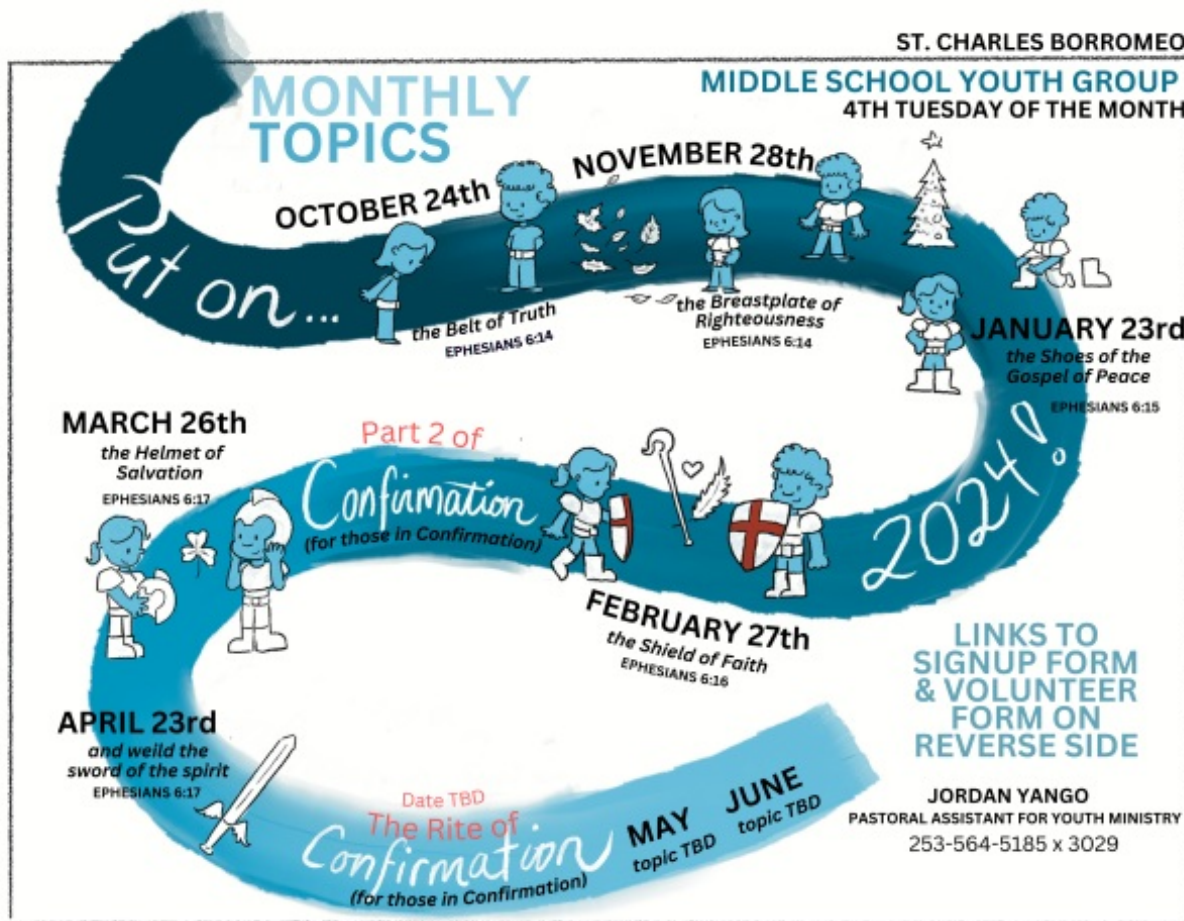 ST. CHARLES BORROMEO
MIDDLE SCHOOL YOUTH GROUP
4TH TUESDAY OF THE MONTH
MONTHLY
TOPICS
Put on...
OCTOBER 24th
the Belt of Truth
EPHESIANS 6:14
NOVEMBER 28th
the Breastplate of
Righteousness
EPHESIANS 6:14
JANUARY 23rd
the Shoes of the
Gospel of Peace
EPHESIANS 6:15
2024!
FEBRUARY 27th
the Shield of Faith
EPHESIANS 6:16
Part 2 of
Confirmation
(for those in Confirmation)
MARCH 26th
the Helmet of
Salvation
EPHESIANS 6:17
APRIL 23rd
and weild the
sword of the spirit
EPHESIANS 6:17
Date TBD
The Rite of
Confirmation
(for those in Confirmation)
MAY
topic TBD
JUNE
topic TBD
LINKS TO
SIGNUP FORM
& VOLUNTEER
FORM ON
REVERSE SIDE
JORDAN YANGO
PASTORAL ASSISTANT FOR YOUTH MINISTRY
253-564-5185 x 3029